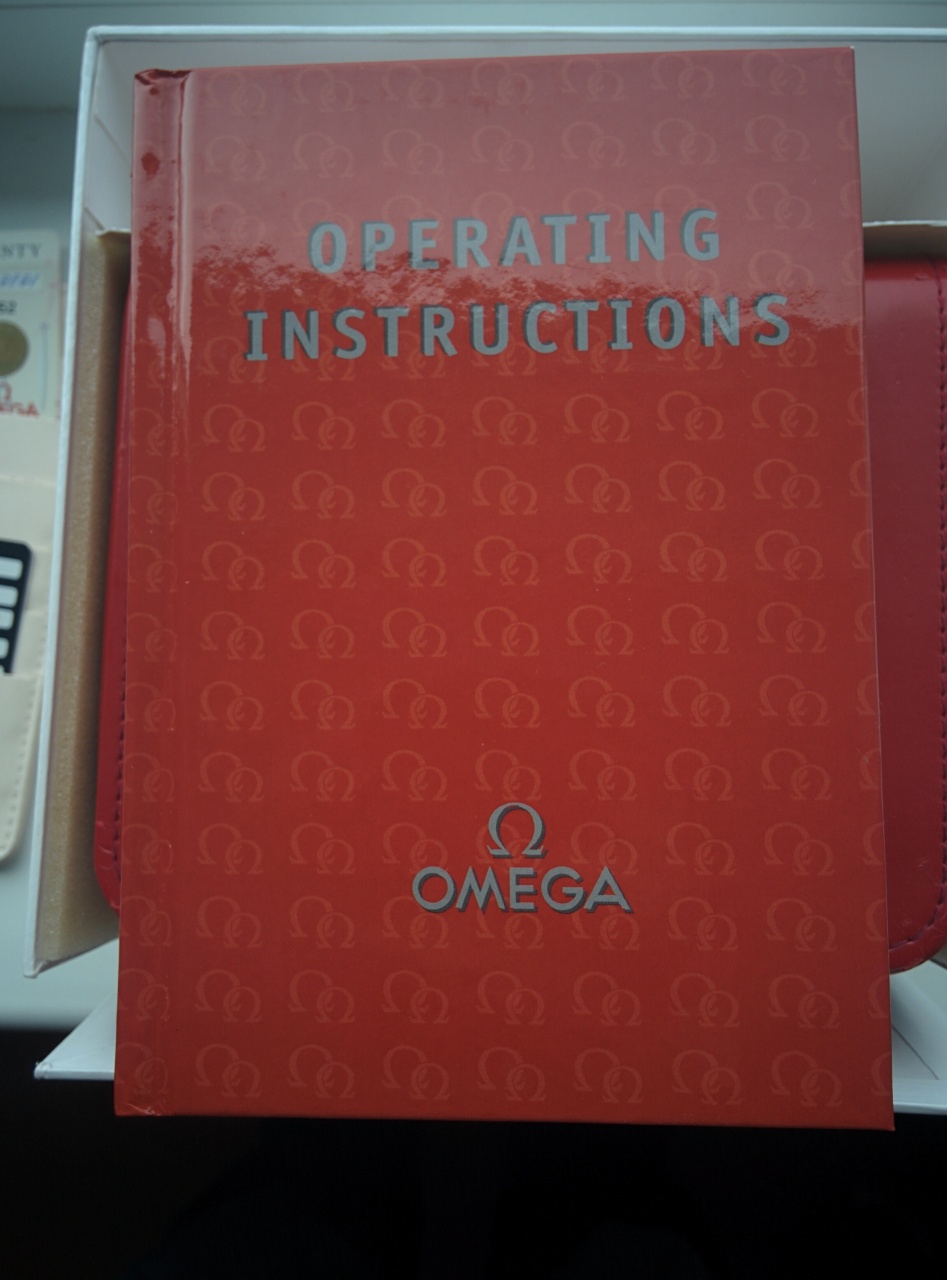 OPERATING
INSTRUCTIONS
Ω
OMEGA